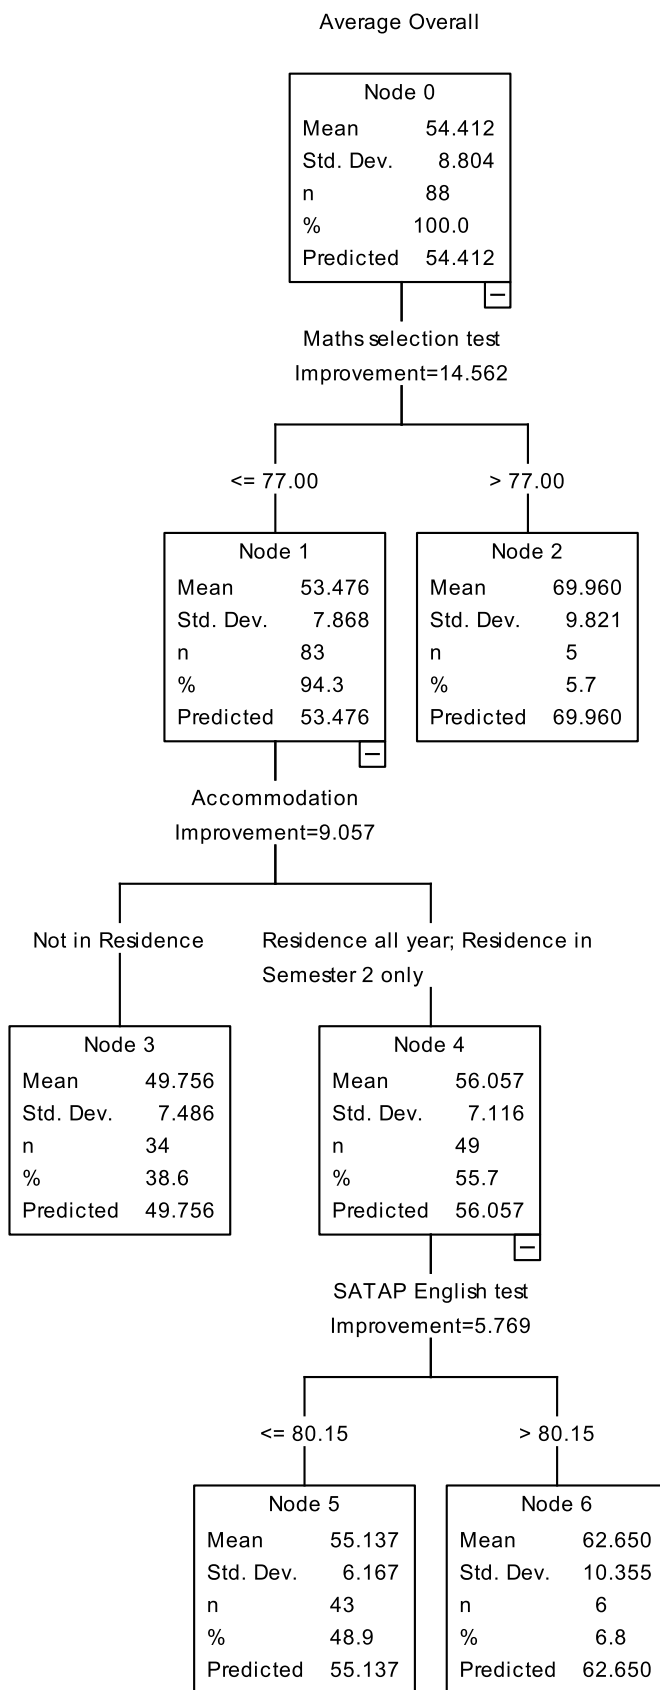 Average Overall
Node 0
Mean 54.412
Std. Dev. 8.804
n 88
% 100.0
Predicted 54.412
Maths selection test
Improvement=14.562
<= 77.00
> 77.00
Node 1
Mean 53.476
Std. Dev. 7.868
n 83
% 94.3
Predicted 53.476
Node 2
Mean 69.960
Std. Dev. 9.821
n 5
% 5.7
Predicted 69.960
Accommodation
Improvement=9.057
Not in Residence
Residence all year; Residence in
Semester 2 only
Node 3
Mean 49.756
Std. Dev. 7.486
n 34
% 38.6
Predicted 49.756
Node 4
Mean 56.057
Std. Dev. 7.116
n 49
% 55.7
Predicted 56.057
SATAP English test
Improvement=5.769
<= 80.15
> 80.15
Node 5
Mean 55.137
Std. Dev. 6.167
n 43
% 48.9
Predicted 55.137
Node 6
Mean 62.650
Std. Dev. 10.355
n 6
% 6.8
Predicted 62.650